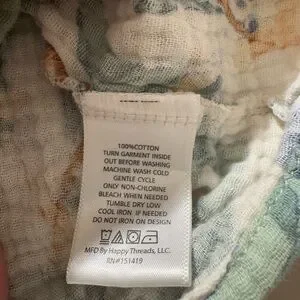 100%COTTON
TURN GARMENT INSIDE
OUT BEFORE WASHING
MACHINE WASH COLD
GENTLE CYCLE
ONLY NON-CHLORINE
BLEACH WHEN NEEDED
TUMBLE DRY LOW
COOL IRON IF NEEDED
DO NOT IRON ON DESIGN
MFD By Happy Threads, LLC.
RN#151419